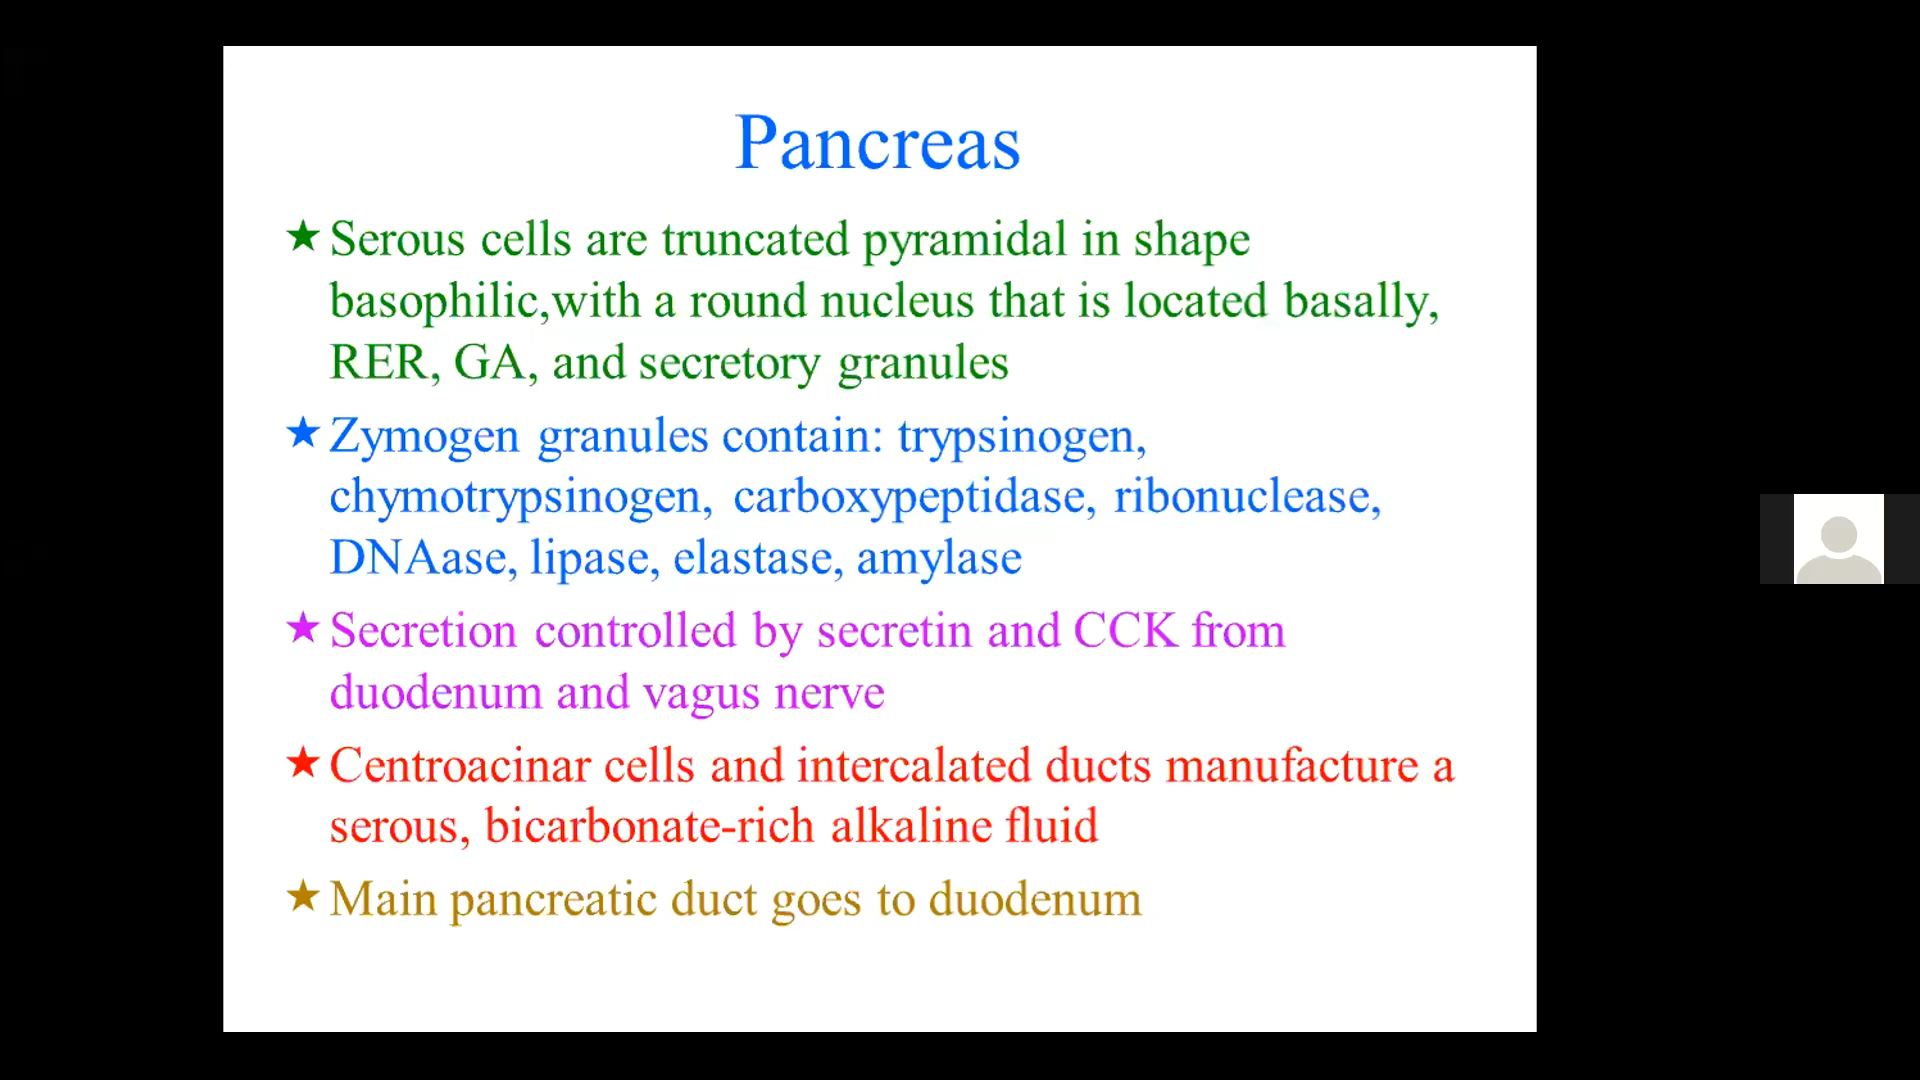 Pancreas
★ Serous cells are truncated pyramidal in shape
basophilic,with a round nucleus that is located basally,
RER, GA, and secretory granules
★ Zymogen granules contain: trypsinogen,
chymotrypsinogen, carboxypeptidase, ribonuclease,
DNAase, lipase, elastase, amylase
★ Secretion controlled by secretin and CCK from
duodenum and vagus nerve
★ Centroacinar cells and intercalated ducts manufacture a
serous, bicarbonate-rich alkaline fluid
★ Main pancreatic duct goes to duodenum